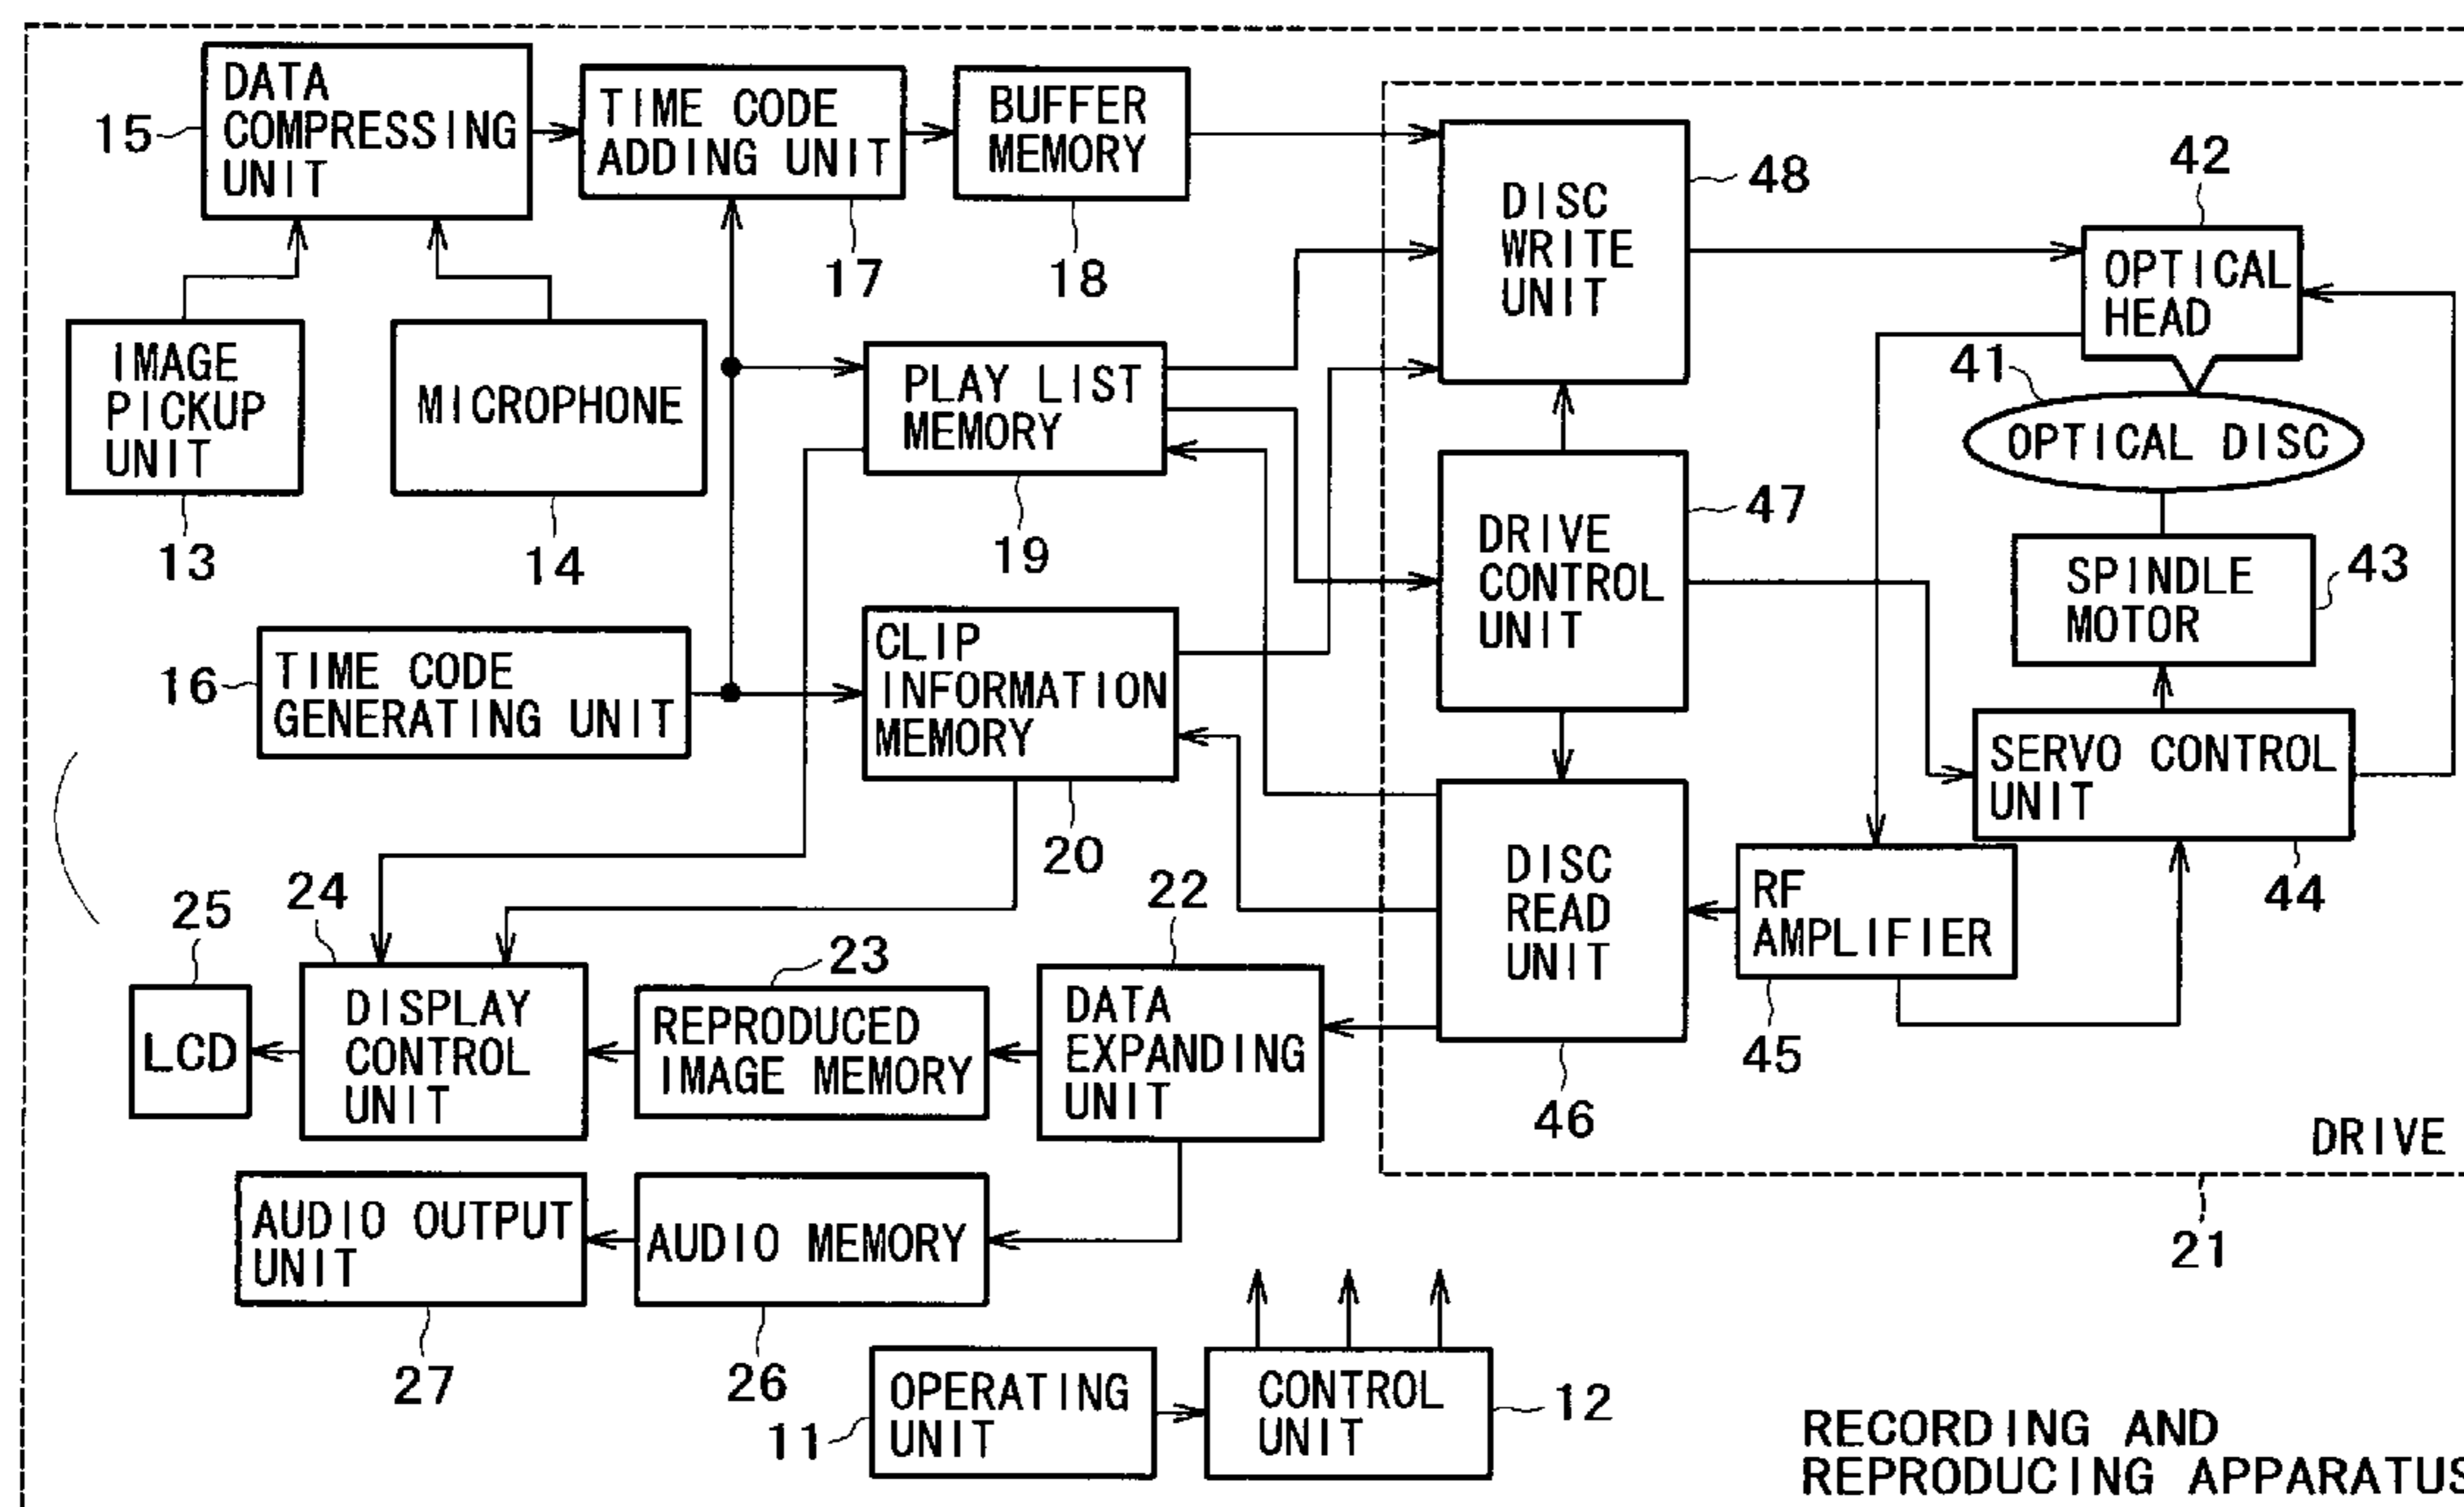 DATA
COMPRESSING
UNIT
15
TIME CODE
ADDING UNIT
17
BUFFER
MEMORY
18
DISC
WRITE
UNIT
48
42
OPTICAL
HEAD
IMAGE
PICKUP
UNIT
13
MICROPHONE
14
PLAY LIST
MEMORY
19
41
OPTICAL DISC
DRIVE
CONTROL
UNIT
47
SPINDLE
MOTOR
43
16
TIME CODE
GENERATING UNIT
CLIP
INFORMATION
MEMORY
20
SERVO CONTROL
UNIT
44
DISC
READ
UNIT
46
RF
AMPLIFIER
45
25
LCD
24
DISPLAY
CONTROL
UNIT
23
REPRODUCED
IMAGE MEMORY
22
DATA
EXPANDING
UNIT
DRIVE
21
AUDIO OUTPUT
UNIT
27
AUDIO MEMORY
26
11
OPERATING
UNIT
CONTROL
UNIT
12
RECORDING AND
REPRODUCING APPARATUS